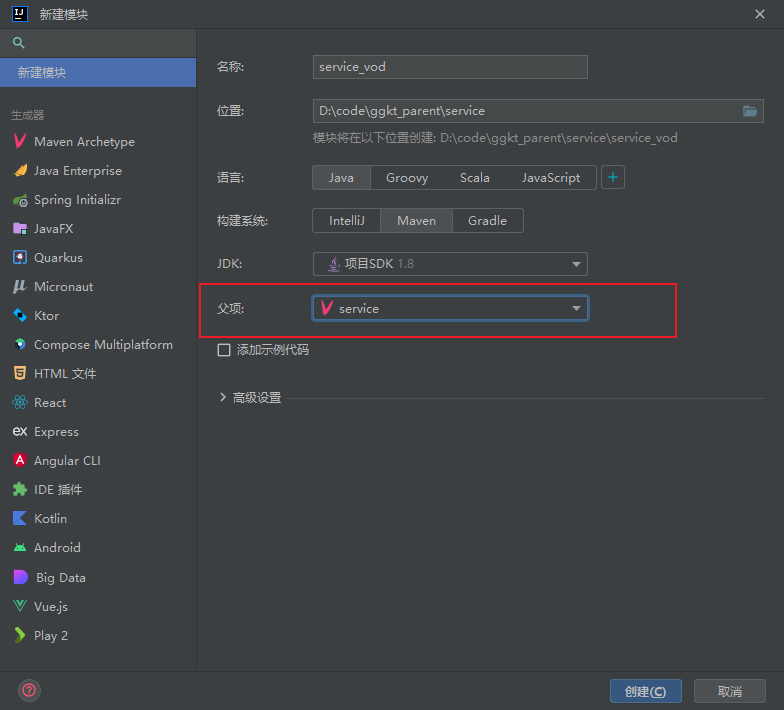 新建模块
新建模块
生成器
Maven Archetype
Java Enterprise
Spring Initializr
JavaFX
Quarkus
Micronaut
Ktor
Compose Multiplatform
HTML 文件
React
Express
Angular CLI
IDE 插件
Kotlin
Android
Big Data
Vue.js
Play 2
名称: service_vod
位置: D:\code\ggkt_parent\service
模块将在以下位置创建: D:\code\ggkt_parent\service\service_vod
语言: Java Groovy Scala JavaScript +
构建系统: IntelliJ Maven Gradle
JDK: 项目SDK 1.8
父项: service
添加示例代码
高级设置
? 创建(C) 取消